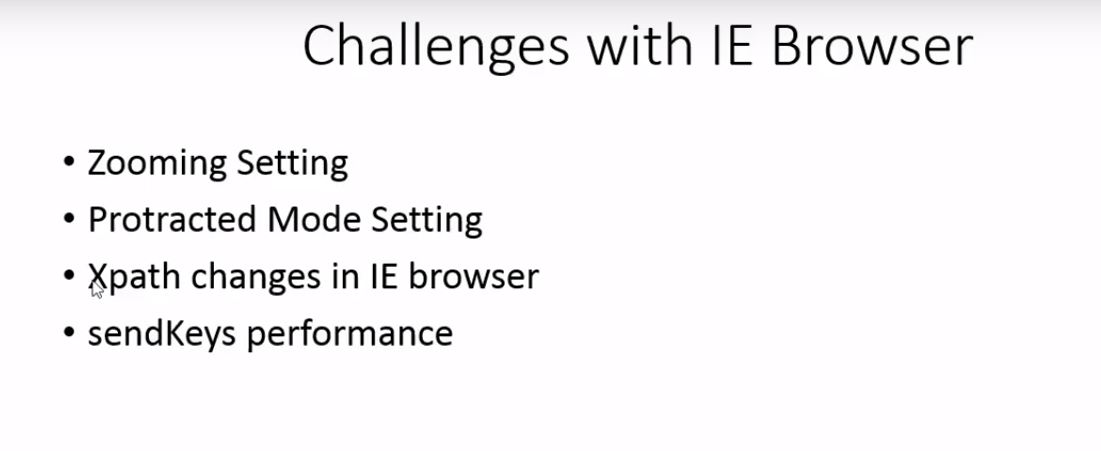 Challenges with IE Browser
• Zooming Setting
• Protracted Mode Setting
• Xpath changes in IE browser
• sendKeys performance